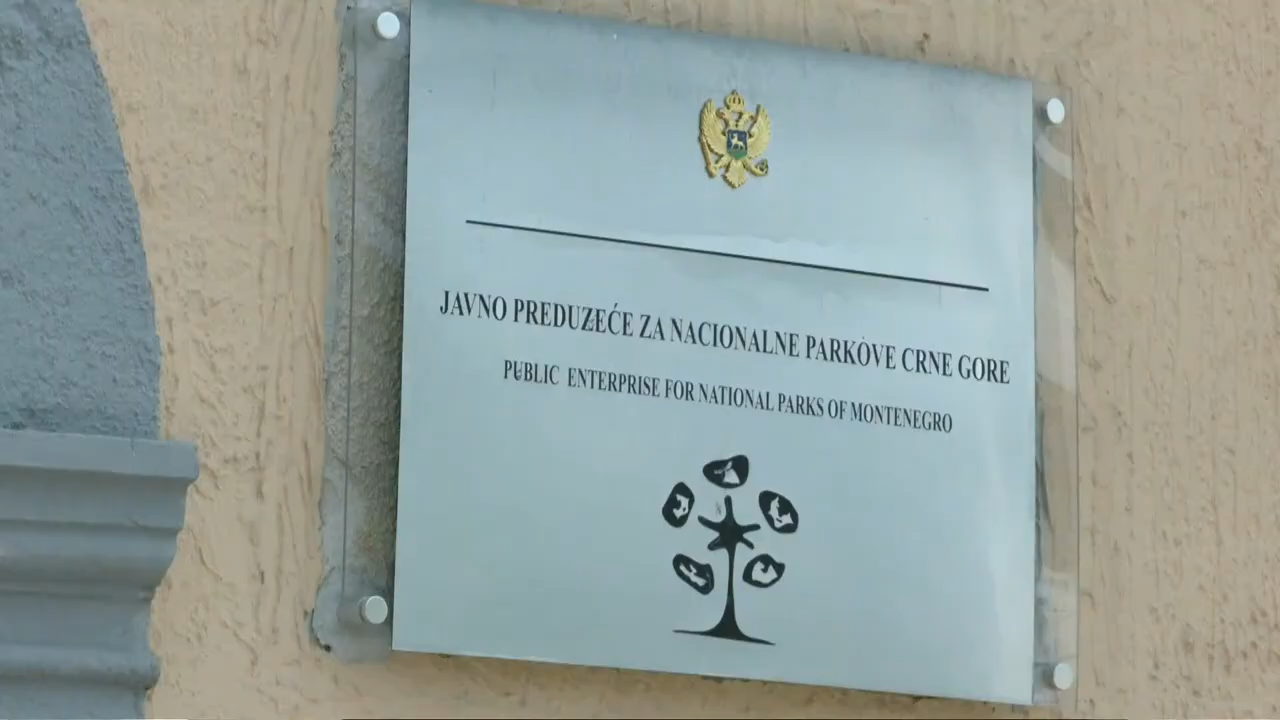 JAVNO PREDUZEĆE ZA NACIONALNE PARKOVE CRNE GORE
PUBLIC ENTERPRISE FOR NATIONAL PARKS OF MONTENEGRO